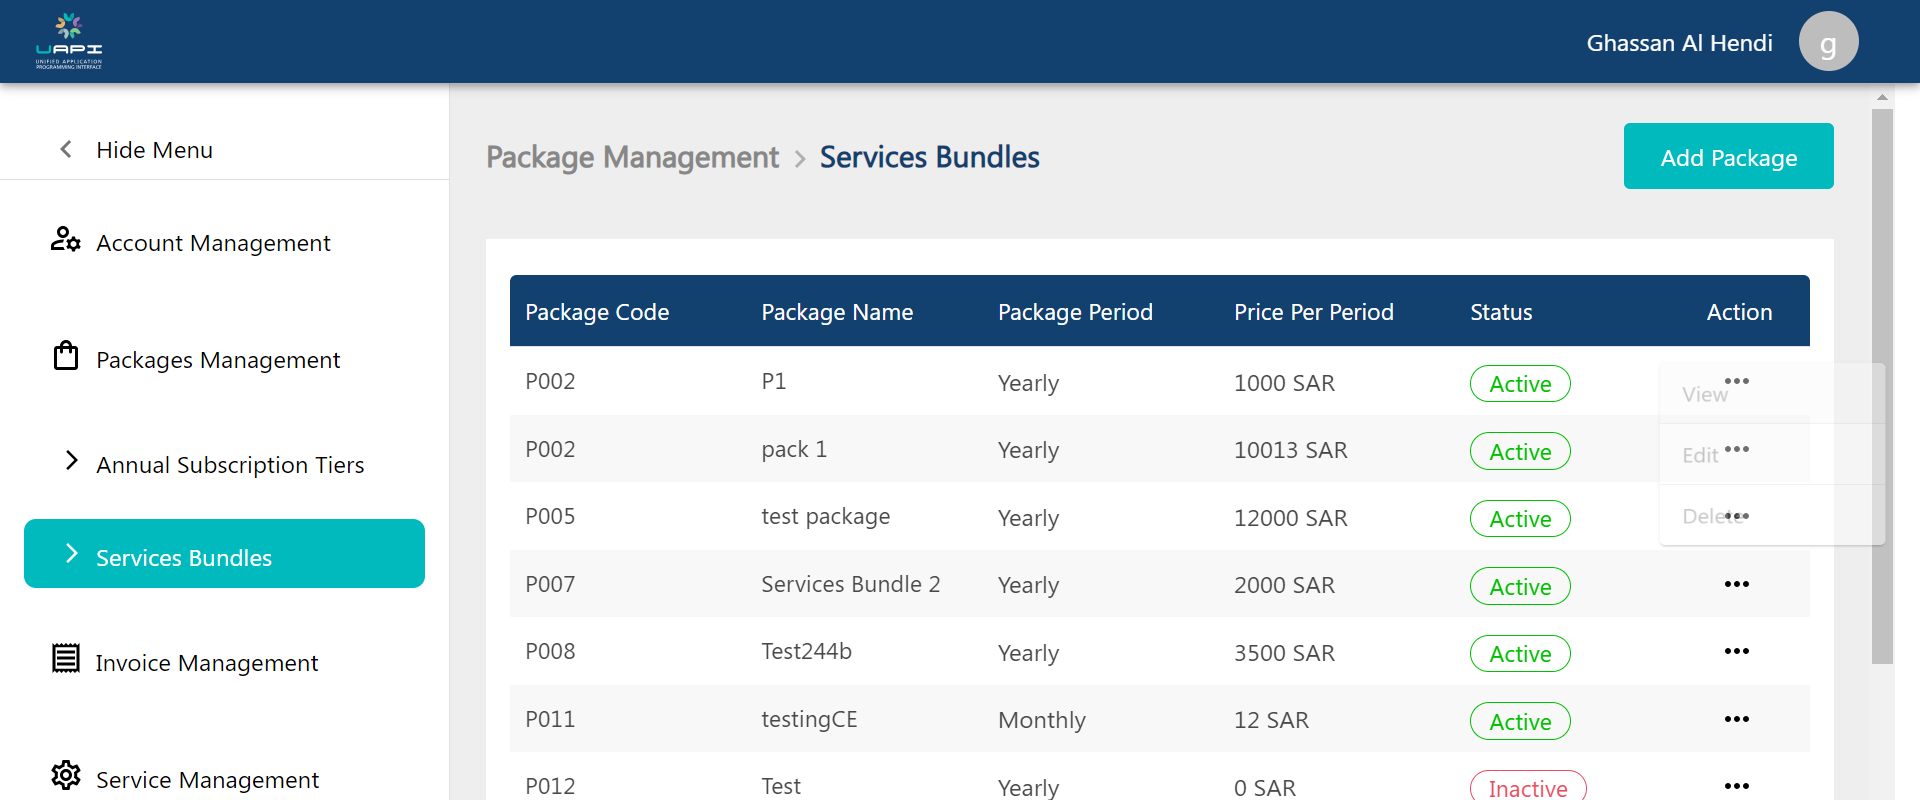 UAPI
UNIFIED APPLICATION
PROGRAMMING INTERFACE
Ghassan Al Hendi
g
Hide Menu
Account Management
Packages Management
Annual Subscription Tiers
Services Bundles
Invoice Management
Service Management
Package Management > Services Bundles
Add Package
Package Code Package Name Package Period Price Per Period Status Action
P002 P1 Yearly 1000 SAR Active
P002 pack 1 Yearly 10013 SAR Active
P005 test package Yearly 12000 SAR Active
P007 Services Bundle 2 Yearly 2000 SAR Active
P008 Test244b Yearly 3500 SAR Active
P011 testingCE Monthly 12 SAR Active
P012 Test Yearly 0 SAR Inactive
View
Edit
Delete